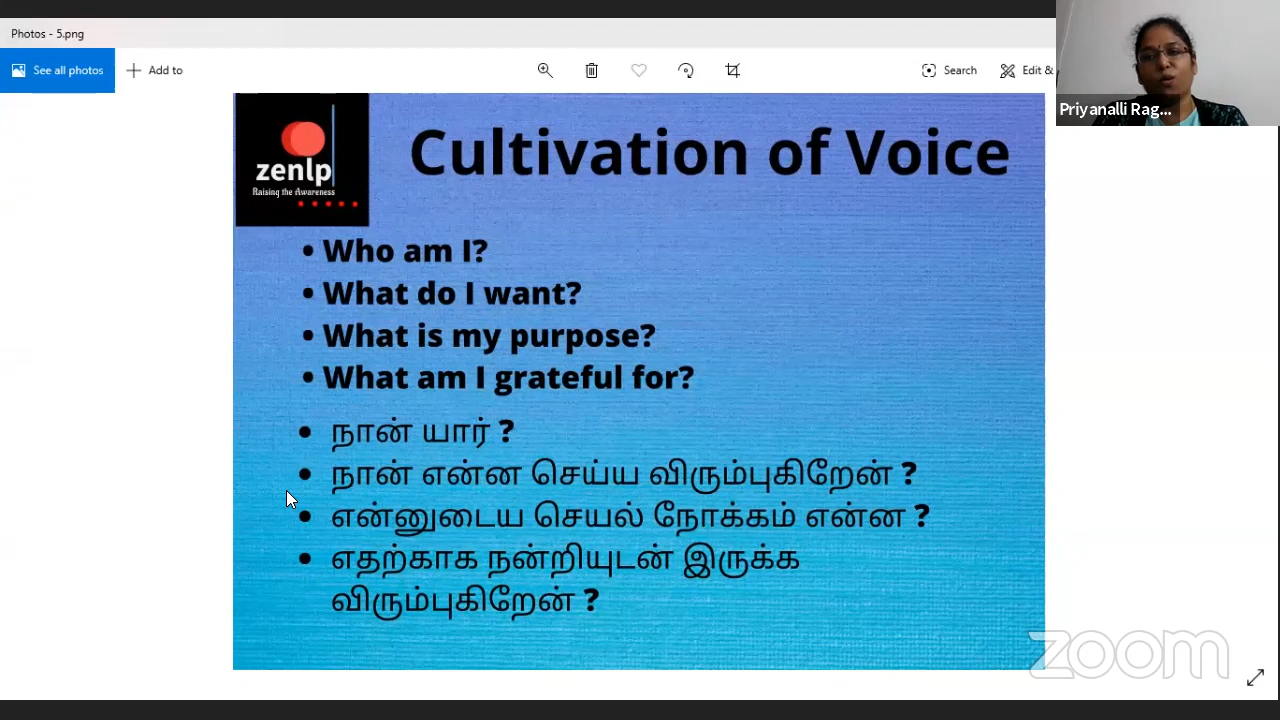 Photos - 5.png
See all photos
Add to
Search
Edit &
Priyanalli Rag...
zenlp
Raising the Awareness
Cultivation of Voice
• Who am I?
• What do I want?
• What is my purpose?
• What am I grateful for?
• நான் யார் ?
• நான் என்ன செய்ய விரும்புகிறேன் ?
• என்னுடைய செயல் நோக்கம் என்ன ?
• எதற்காக நன்றியுடன் இருக்க
விரும்புகிறேன் ?
zoom